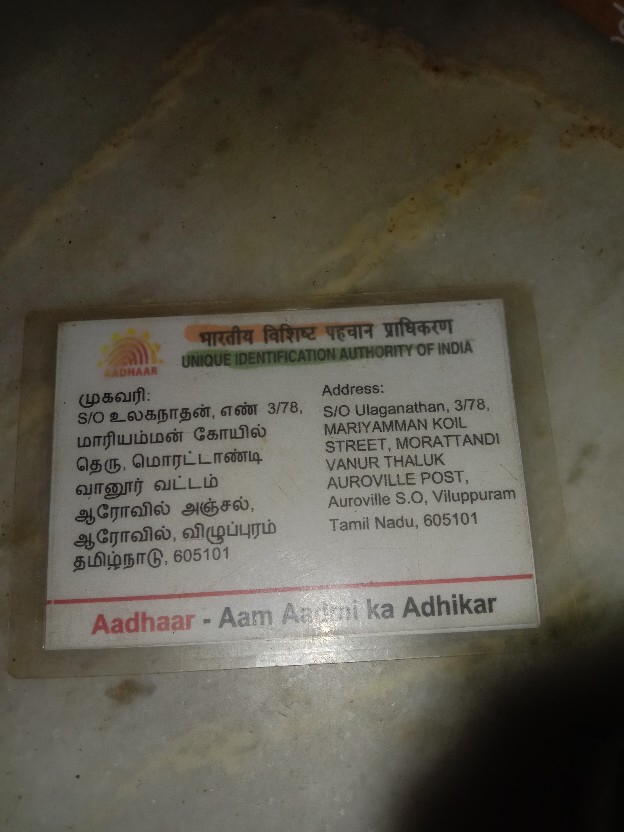 भारतीय विशिष्ट पहचान प्राधिकरण
AADHAAR
UNIQUE IDENTIFICATION AUTHORITY OF INDIA
முகவரி:
S/O உலகநாதன், எண் 3/78,
மாரியம்மன் கோயில்
தெரு, மொரட்டாண்டி
வானூர் வட்டம்
ஆரோவில் அஞ்சல்,
ஆரோவில், விழுப்புரம்
தமிழ்நாடு, 605101
Address:
S/O Ulaganathan, 3/78,
MARIYAMMAN KOIL
STREET, MORATTANDI
VANUR THALUK
AUROVILLE POST,
Auroville S.O, Viluppuram
Tamil Nadu, 605101
Aadhaar - Aam Aadmi ka Adhikar